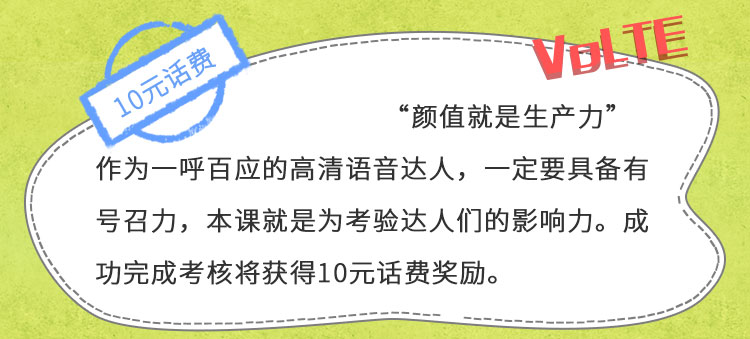 VoLTE
10元话费
“颜值就是生产力”
作为一呼百应的高清语音达人，一定要具备有
号召力，本课就是为考验达人们的影响力。成
功完成考核将获得10元话费奖励。